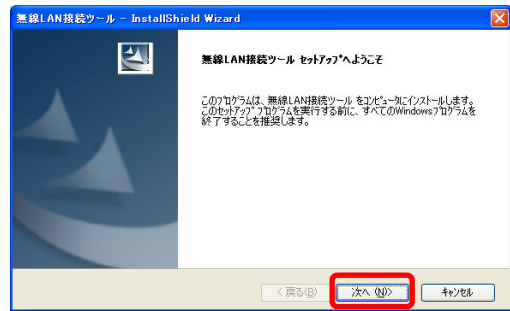 無線LAN接続ツール - InstallShield Wizard
無線LAN接続ツール セットアップへようこそ
このプログラムは、無線LAN接続ツール をコンピュータにインストールします。
このセットアップ プログラムを実行する前に、すべてのWindowsプログラムを
終了することを推奨します。
< 戻る(B)
次へ (N)>
キャンセル